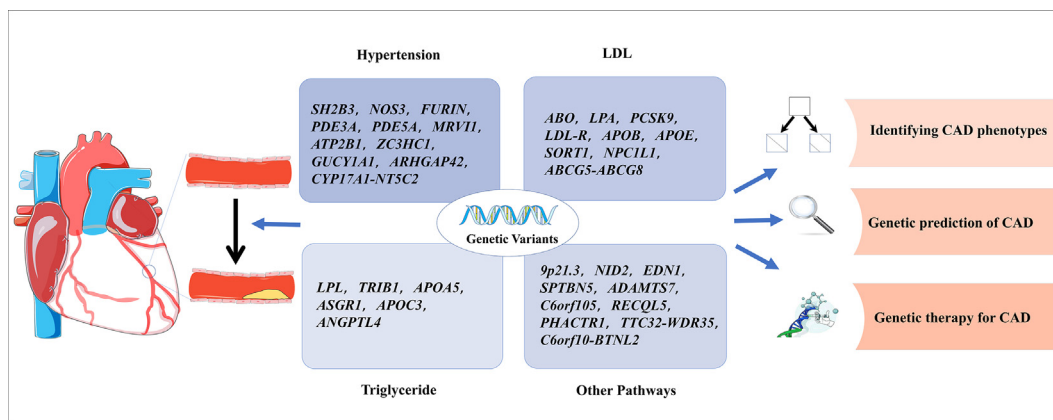 Hypertension
SH2B3, NOS3, FURIN,
PDE3A, PDE5A, MRVI1,
ATP2B1, ZC3HC1,
GUCY1A1, ARHGAP42,
CYP17A1-NT5C2
LDL
ABO, LPA, PCSK9,
LDL-R, APOB, APOE,
SORT1, NPC1L1,
ABCG5-ABCG8
Genetic Variants
LPL, TRIB1, APOA5,
ASGR1, APOC3,
ANGPTL4
Triglyceride
9p21.3, NID2, EDN1,
SPTBN5, ADAMTS7,
C6orf105, RECQL5,
PHACTR1, TTC32-WDR35,
C6orf10-BTNL2
Other Pathways
Identifying CAD phenotypes
Genetic prediction of CAD
Genetic therapy for CAD